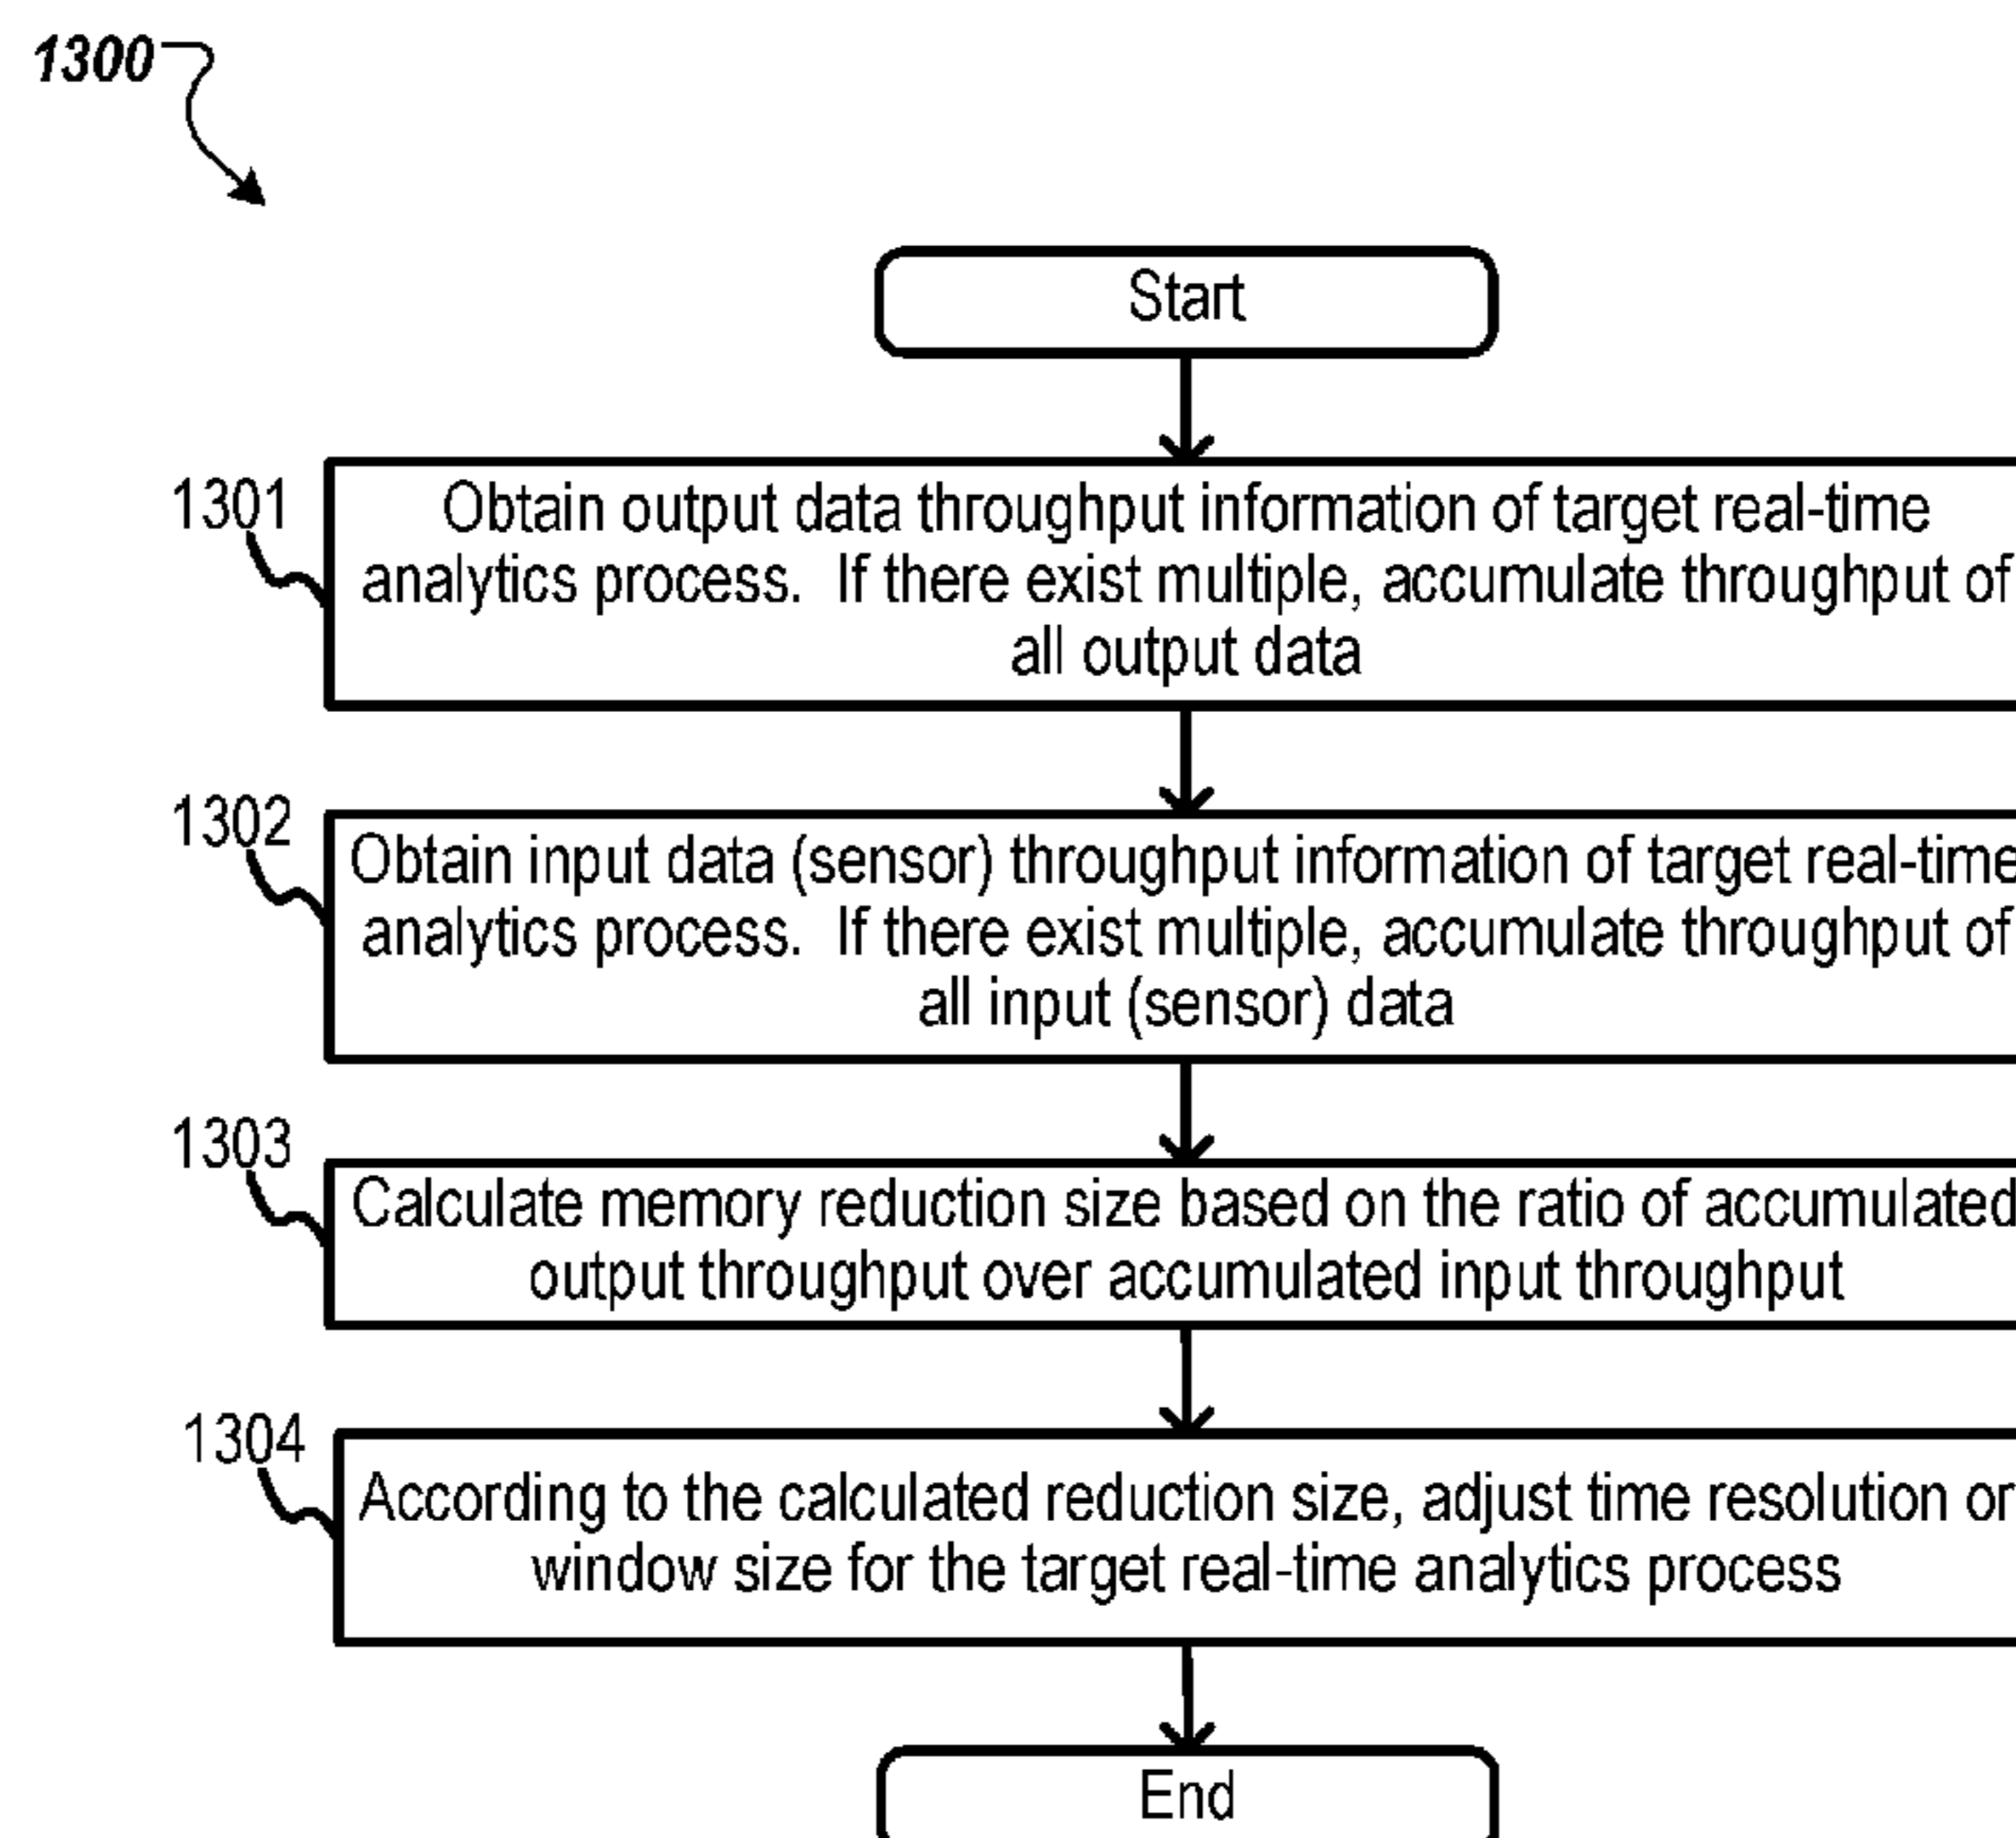 1300
Start
1301
Obtain output data throughput information of target real-time
analytics process. If there exist multiple, accumulate throughput of
all output data
1302
Obtain input data (sensor) throughput information of target real-time
analytics process. If there exist multiple, accumulate throughput of
all input (sensor) data
1303
Calculate memory reduction size based on the ratio of accumulated
output throughput over accumulated input throughput
1304
According to the calculated reduction size, adjust time resolution or
window size for the target real-time analytics process
End